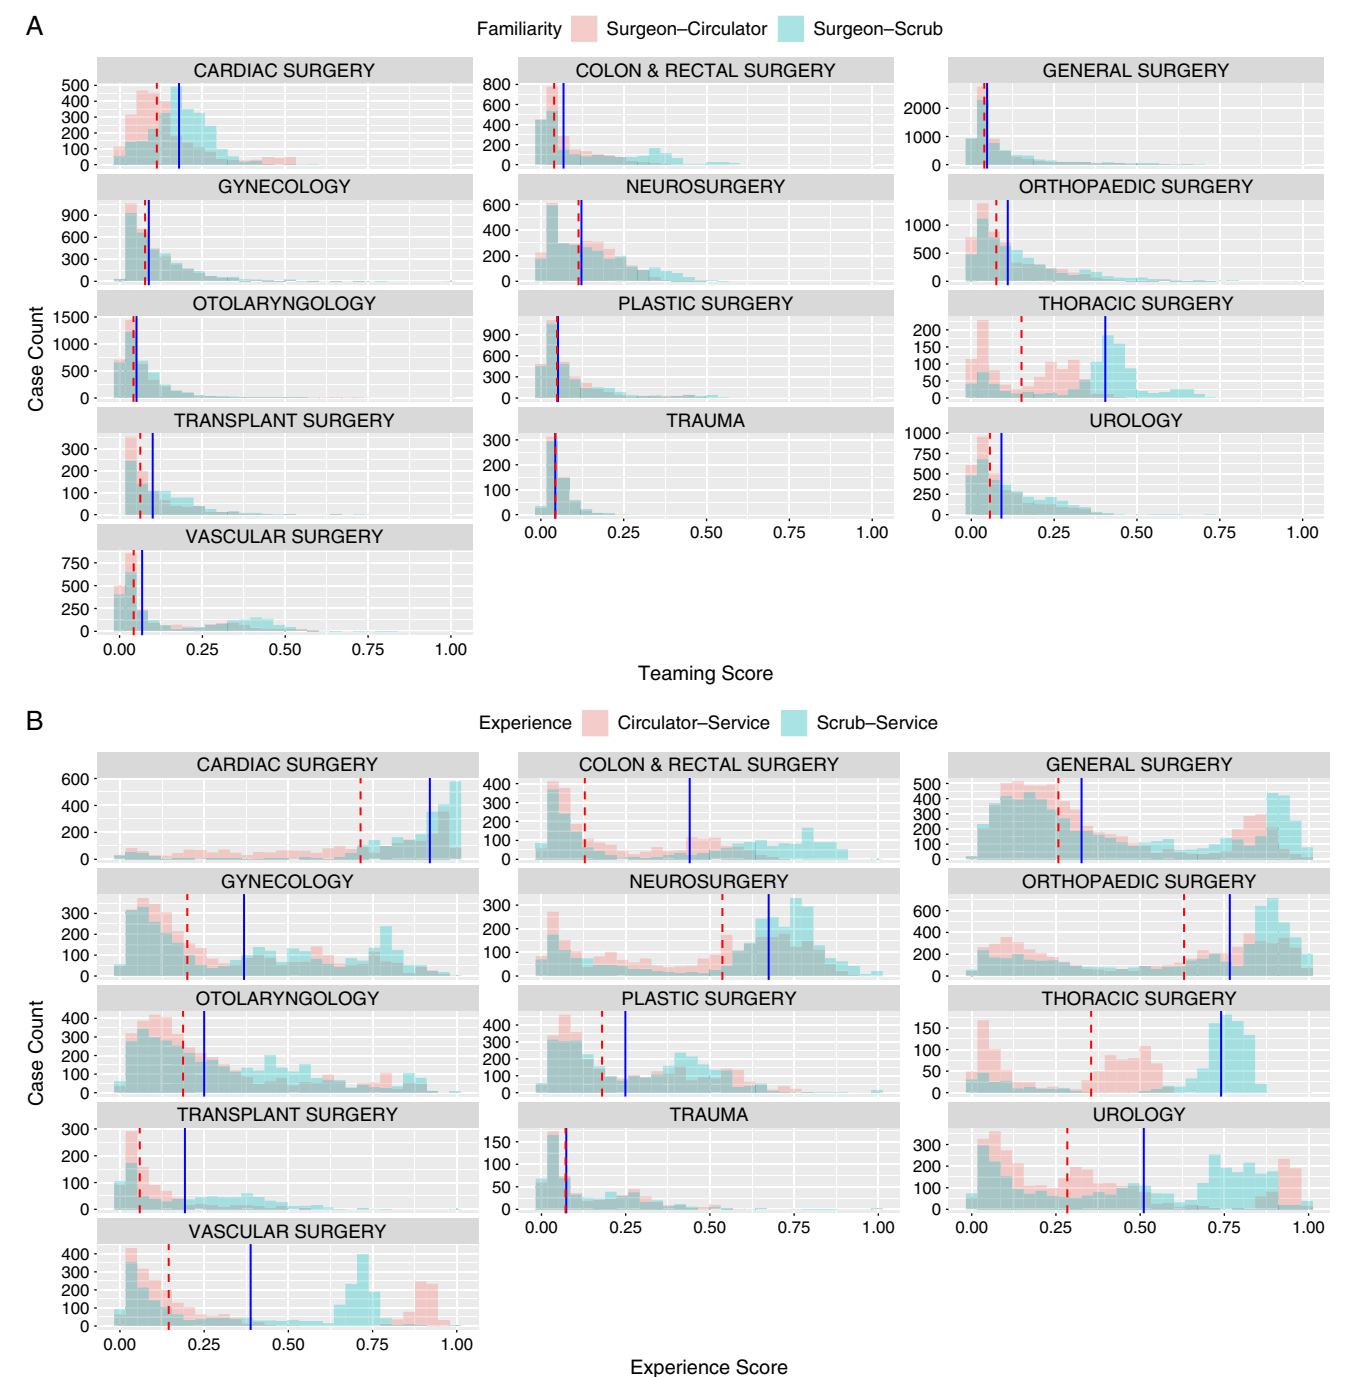 A
Familiarity Surgeon–Circulator Surgeon–Scrub
CARDIAC SURGERY COLON & RECTAL SURGERY GENERAL SURGERY
500 400 300 200 100 0
800 600 400 200 0
2000 1000 0
GYNECOLOGY NEUROSURGERY ORTHOPAEDIC SURGERY
900 600 300 0
600 400 200 0
1000 500 0
OTOLARYNGOLOGY PLASTIC SURGERY THORACIC SURGERY
1500 1000 500 0
900 600 300 0
200 150 100 50 0
TRANSPLANT SURGERY TRAUMA UROLOGY
300 200 100 0
300 200 100 0
1000 750 500 250 0
0.00 0.25 0.50 0.75 1.00
0.00 0.25 0.50 0.75 1.00
VASCULAR SURGERY
750 500 250 0
0.00 0.25 0.50 0.75 1.00
Case Count
Teaming Score
B
Experience Circulator–Service Scrub–Service
CARDIAC SURGERY COLON & RECTAL SURGERY GENERAL SURGERY
600 400 200 0
400 300 200 100 0
500 400 300 200 100 0
GYNECOLOGY NEUROSURGERY ORTHOPAEDIC SURGERY
300 200 100 0
300 200 100 0
600 400 200 0
OTOLARYNGOLOGY PLASTIC SURGERY THORACIC SURGERY
400 300 200 100 0
400 300 200 100 0
150 100 50 0
TRANSPLANT SURGERY TRAUMA UROLOGY
300 200 100 0
150 100 50 0
300 200 100 0
0.00 0.25 0.50 0.75 1.00
0.00 0.25 0.50 0.75 1.00
VASCULAR SURGERY
400 300 200 100 0
0.00 0.25 0.50 0.75 1.00
Case Count
Experience Score